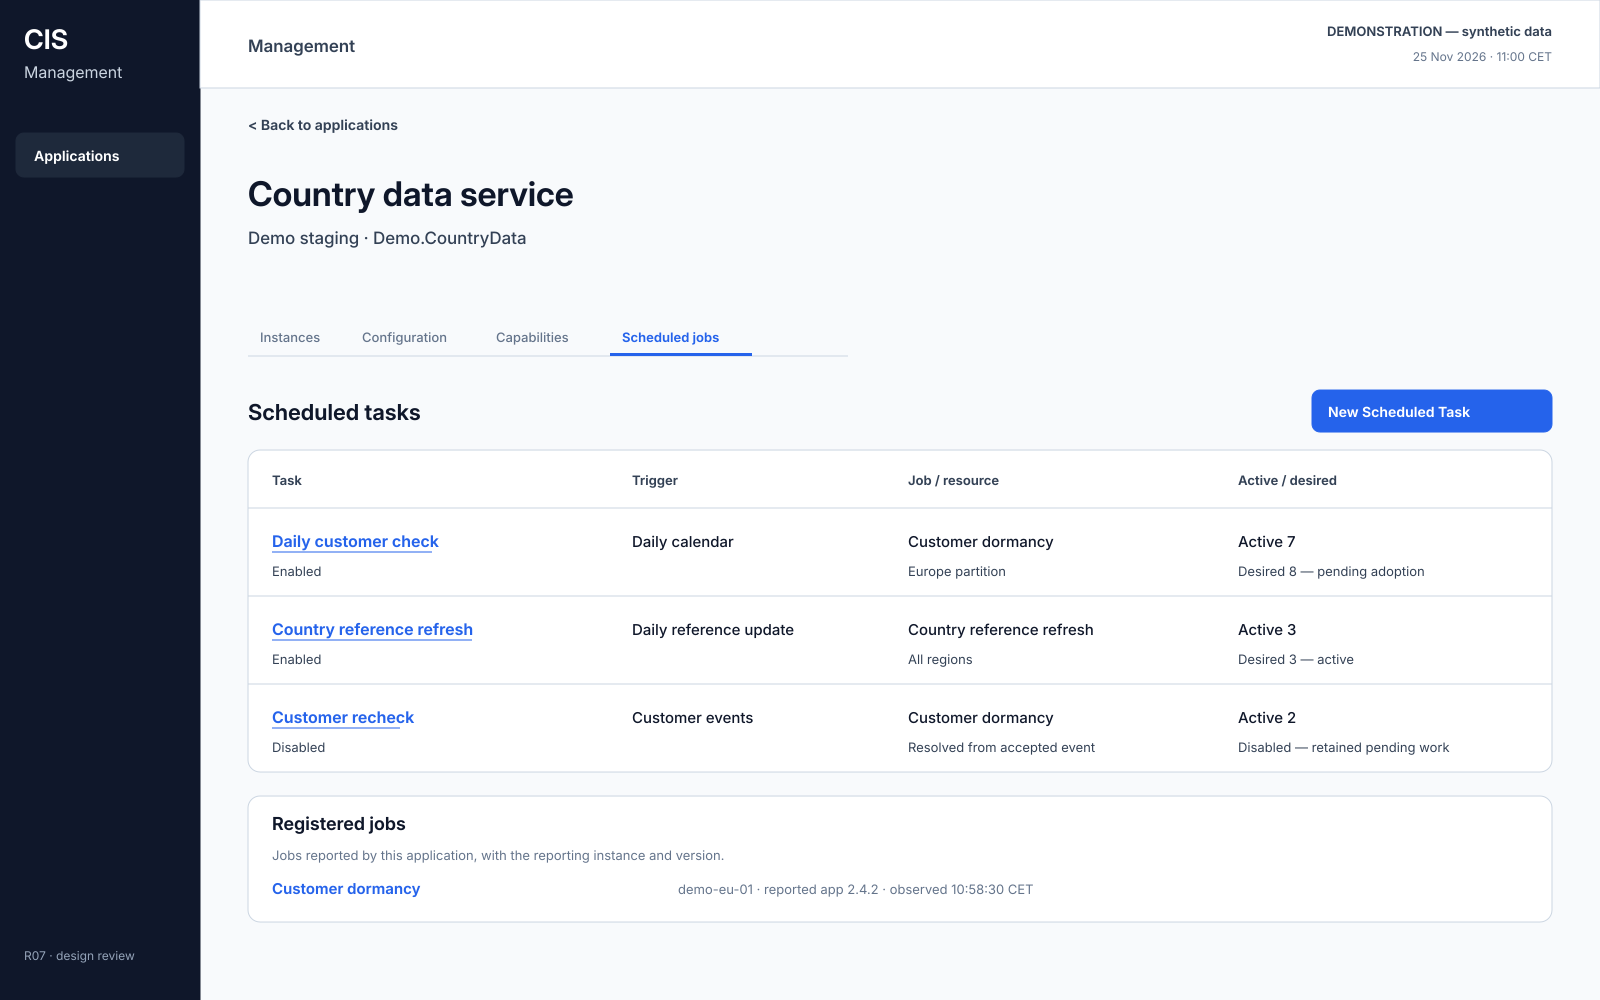 CIS
Management
Applications
R07 · design review
Management
DEMONSTRATION — synthetic data
25 Nov 2026 · 11:00 CET
< Back to applications
Country data service
Demo staging · Demo.CountryData
Instances Configuration Capabilities Scheduled jobs
Scheduled tasks
New Scheduled Task
Task Trigger Job / resource Active / desired
Daily customer check Daily calendar Customer dormancy Active 7
Enabled Europe partition Desired 8 — pending adoption
Country reference refresh Daily reference update Country reference refresh Active 3
Enabled All regions Desired 3 — active
Customer recheck Customer events Customer dormancy Active 2
Disabled Resolved from accepted event Disabled — retained pending work
Registered jobs
Jobs reported by this application, with the reporting instance and version.
Customer dormancy demo-eu-01 · reported app 2.4.2 · observed 10:58:30 CET